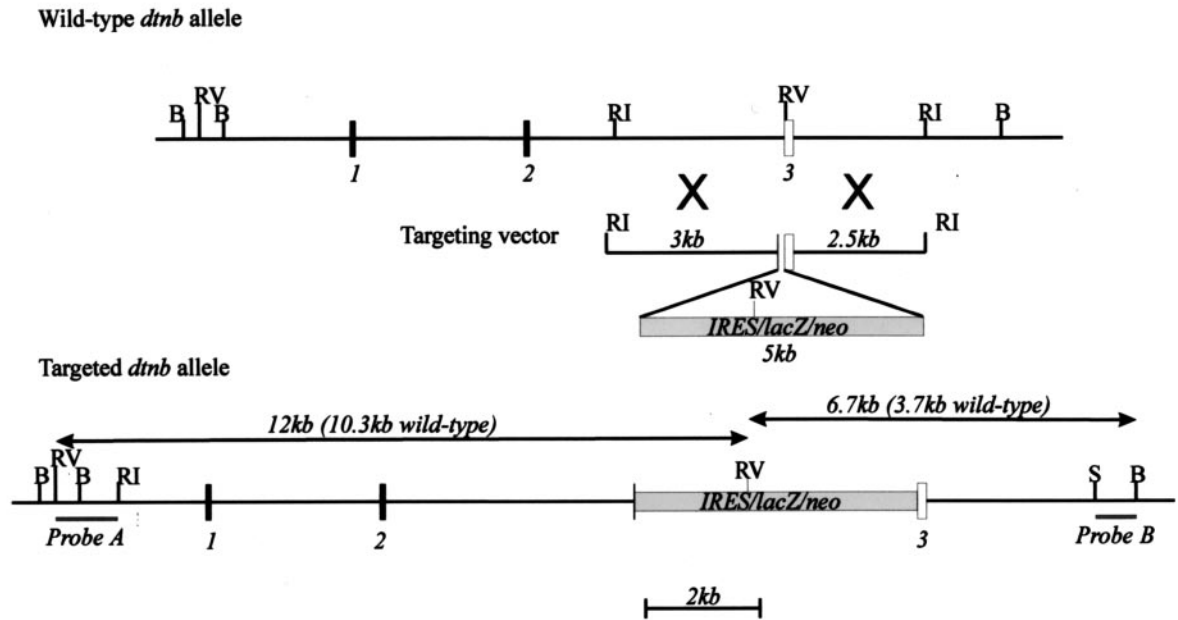 Wild-type dtnb allele
B RV B RI RV RI B
1 2 3
X X
Targeting vector RI 3kb 2.5kb RI
RV
IRES/lacZ/neo
5kb
Targeted dtnb allele
12kb (10.3kb wild-type) 6.7kb (3.7kb wild-type)
B RV B RI RV S B
IRES/lacZ/neo
Probe A 1 2 3 Probe B
2kb